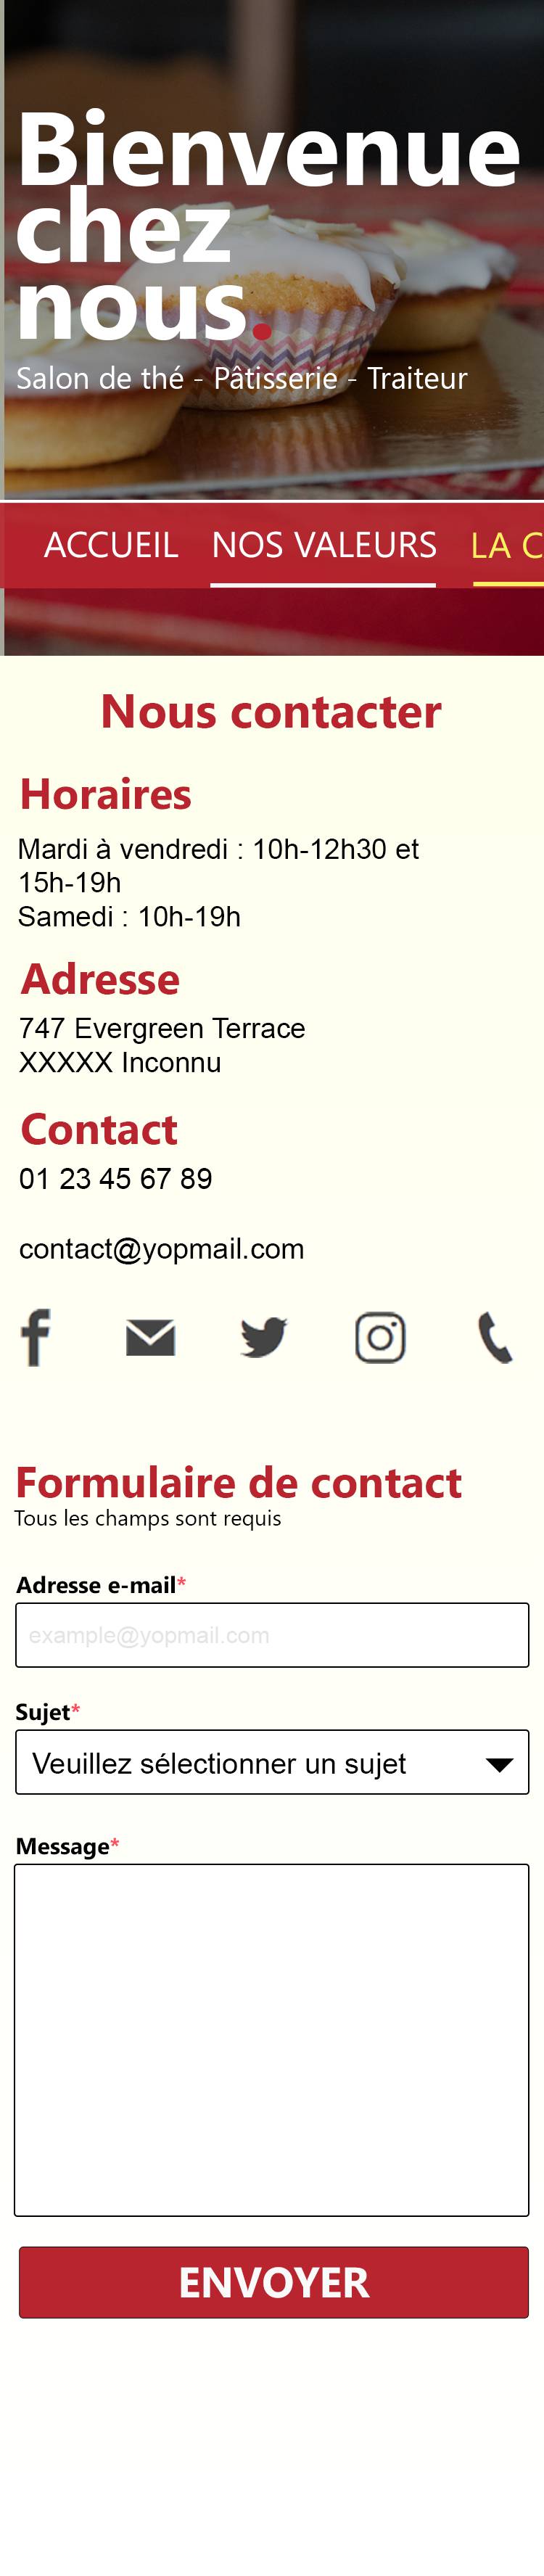 Bienvenue
chez
nous.
Salon de thé - Pâtisserie - Traiteur
ACCUEIL NOS VALEURS LA C
Nous contacter
Horaires
Mardi à vendredi : 10h-12h30 et
15h-19h
Samedi : 10h-19h
Adresse
747 Evergreen Terrace
XXXXX Inconnu
Contact
01 23 45 67 89
contact@yopmail.com
Formulaire de contact
Tous les champs sont requis
Adresse e-mail*
example@yopmail.com
Sujet*
Veuillez sélectionner un sujet
Message*
ENVOYER